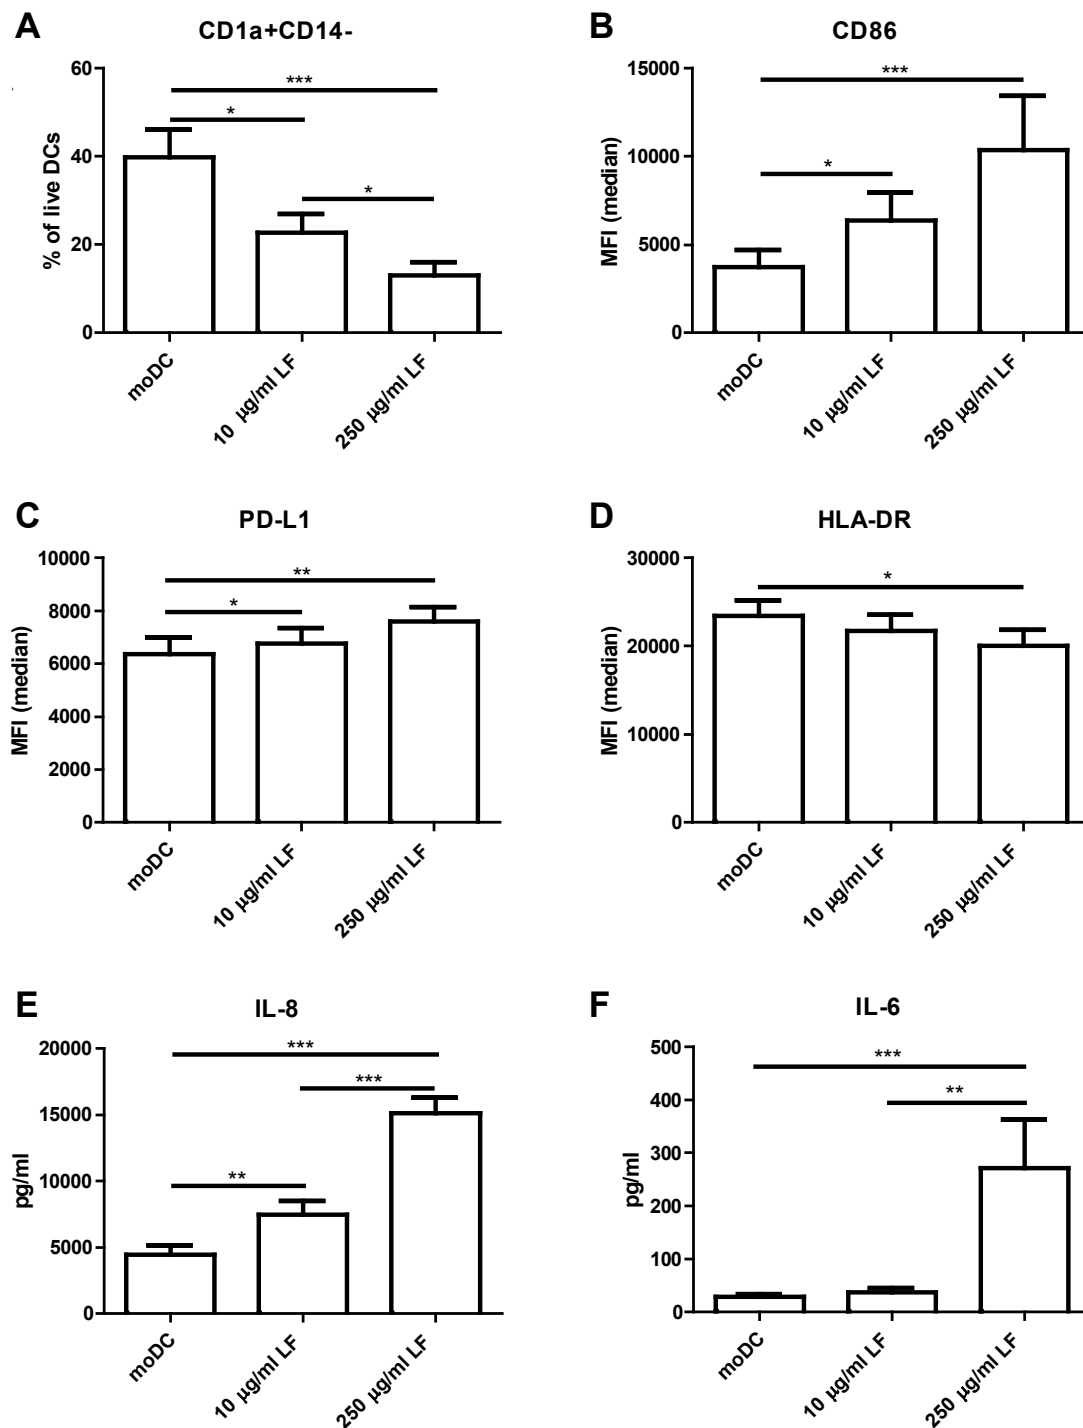 A
CD1a+CD14-
% of live DCs
60
40
20
0
***
*
*
moDC
10 µg/ml LF
250 µg/ml LF
B
CD86
MFI (median)
15000
10000
5000
0
***
*
moDC
10 µg/ml LF
250 µg/ml LF
C
PD-L1
MFI (median)
10000
8000
6000
4000
2000
0
**
*
moDC
10 µg/ml LF
250 µg/ml LF
D
HLA-DR
MFI (median)
30000
20000
10000
0
*
moDC
10 µg/ml LF
250 µg/ml LF
E
IL-8
pg/ml
20000
15000
10000
5000
0
***
***
**
moDC
10 µg/ml LF
250 µg/ml LF
F
IL-6
pg/ml
500
400
300
200
100
0
***
**
moDC
10 µg/ml LF
250 µg/ml LF